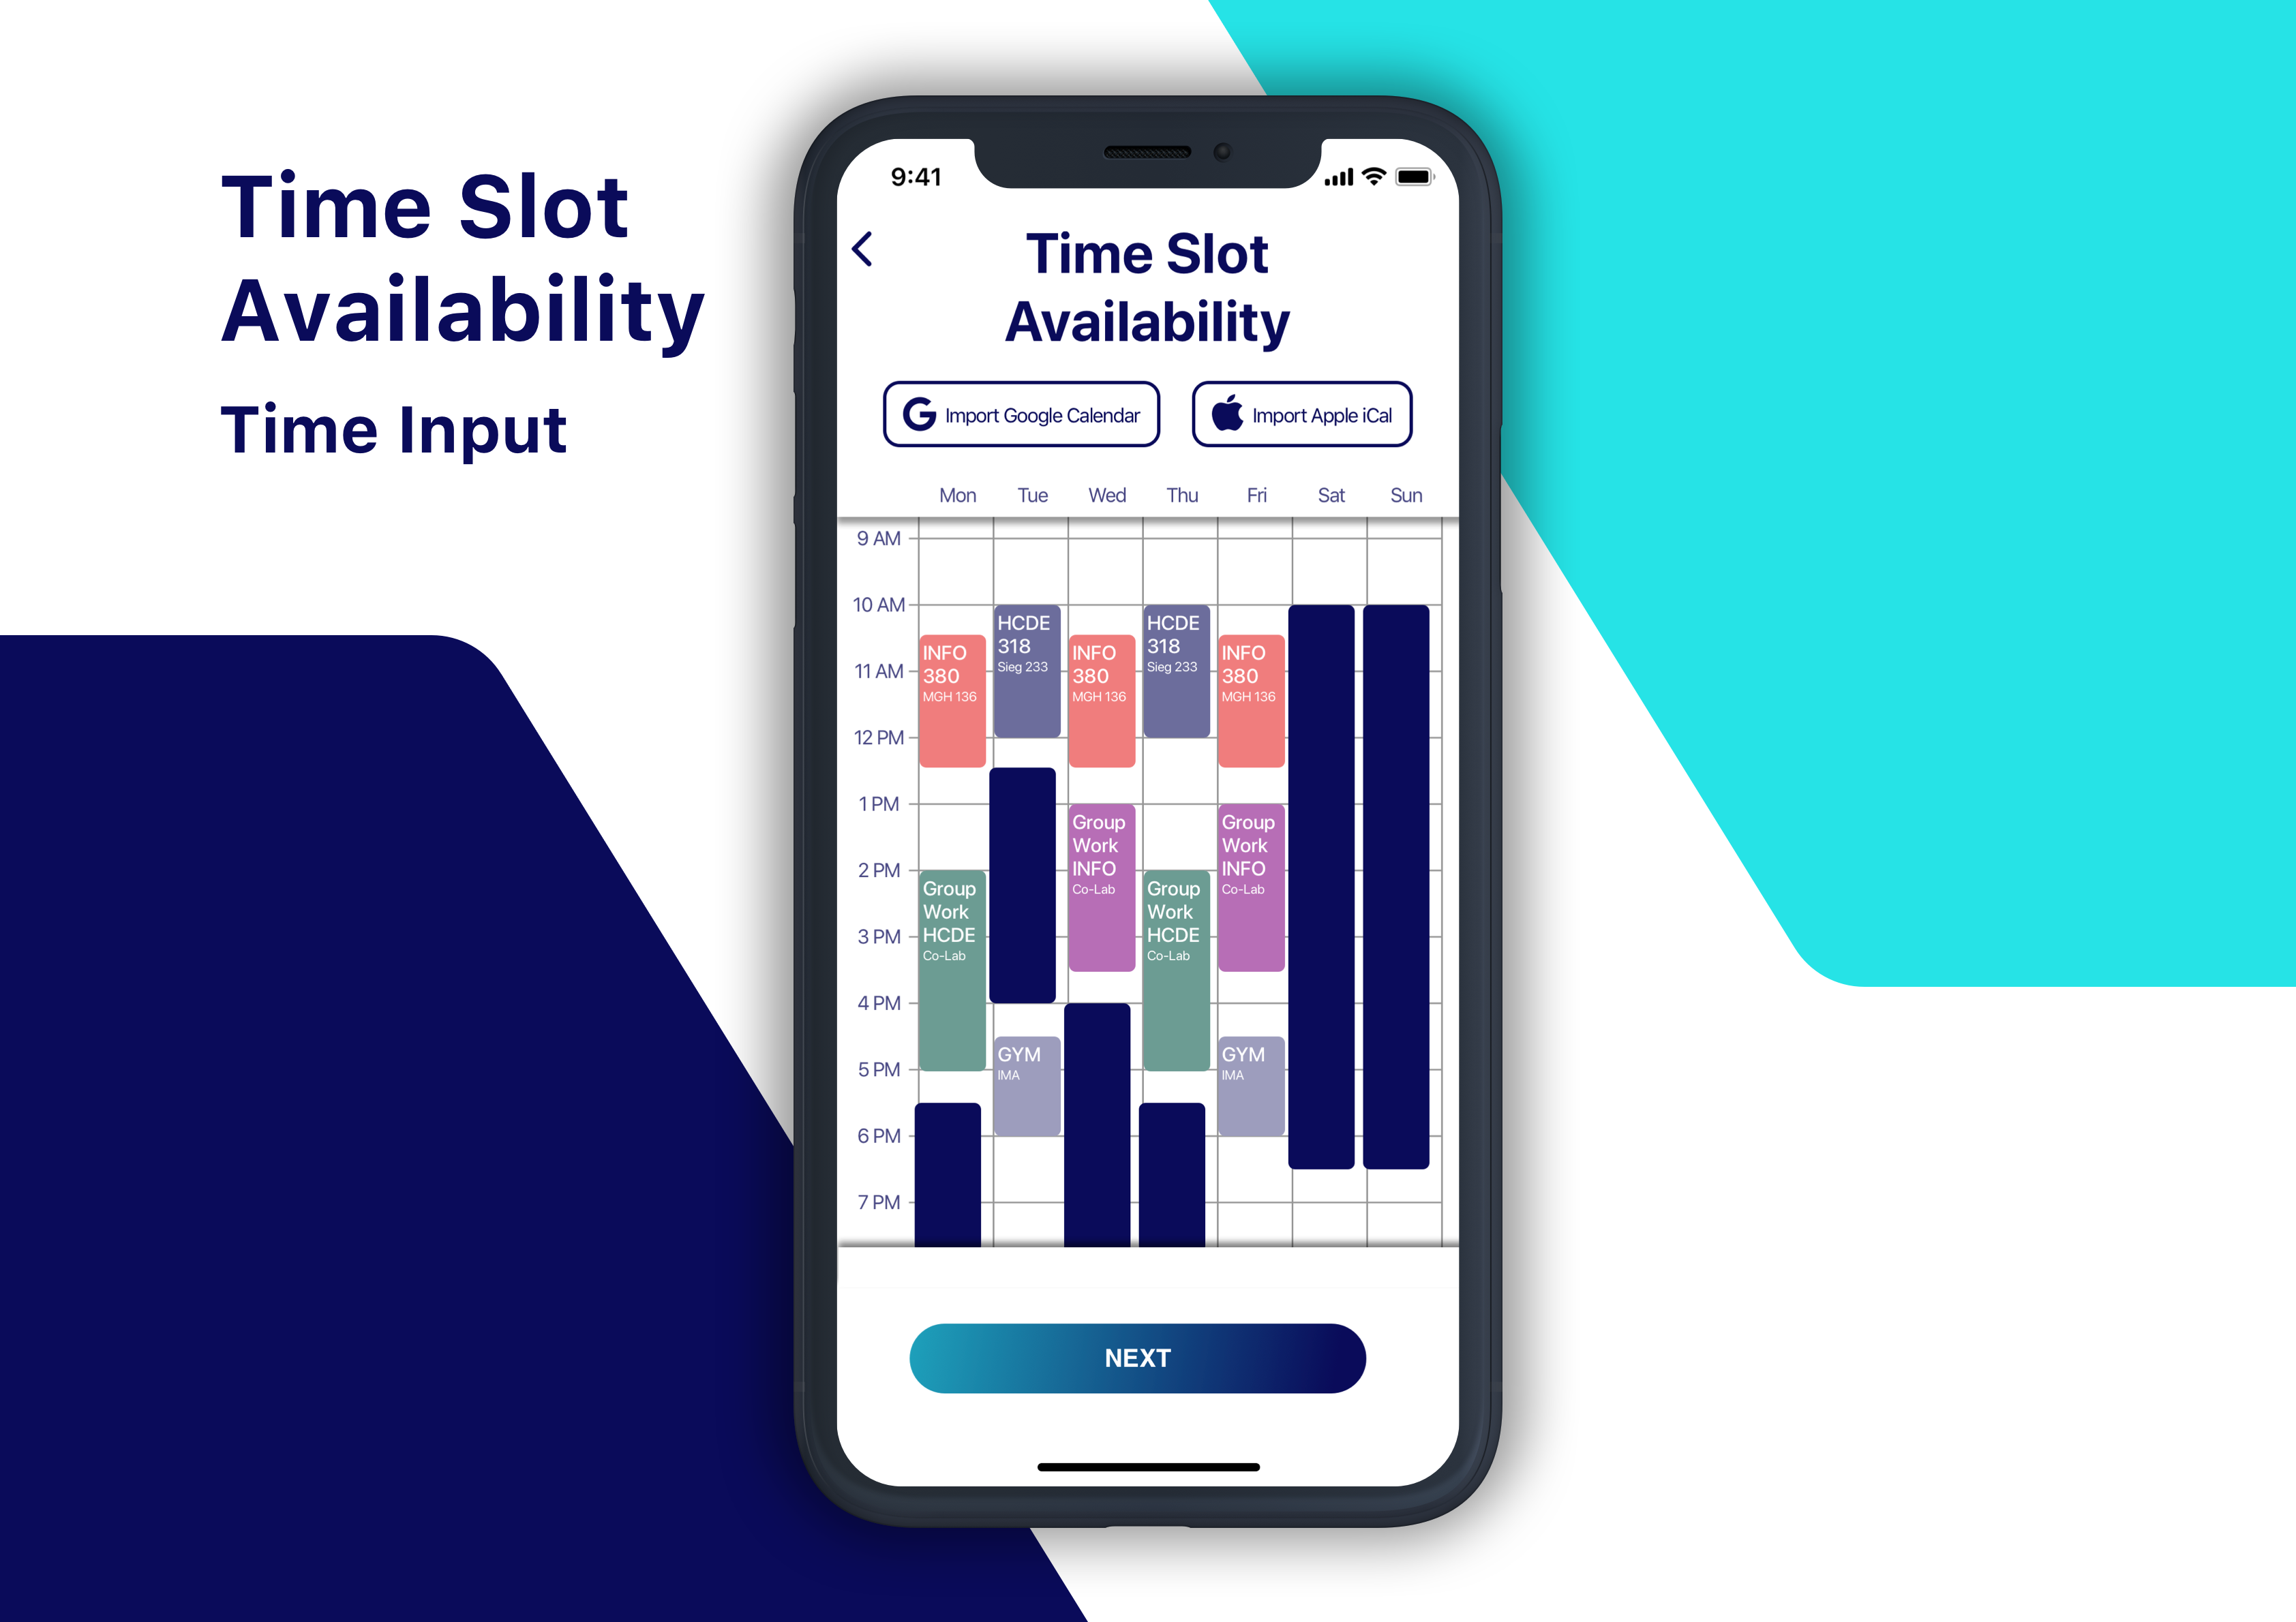 Time Slot
Availability
Time Input
9:41
Time Slot
Availability
Import Google Calendar
Import Apple iCal
Mon Tue Wed Thu Fri Sat Sun
9 AM
10 AM
11 AM
12 PM
1 PM
2 PM
3 PM
4 PM
5 PM
6 PM
7 PM
INFO
380
MGH 136
Group
Work
HCDE
Co-Lab
HCDE
318
Sieg 233
GYM
IMA
INFO
380
MGH 136
Group
Work
INFO
Co-Lab
HCDE
318
Sieg 233
Group
Work
HCDE
Co-Lab
INFO
380
MGH 136
Group
Work
INFO
Co-Lab
GYM
IMA
NEXT